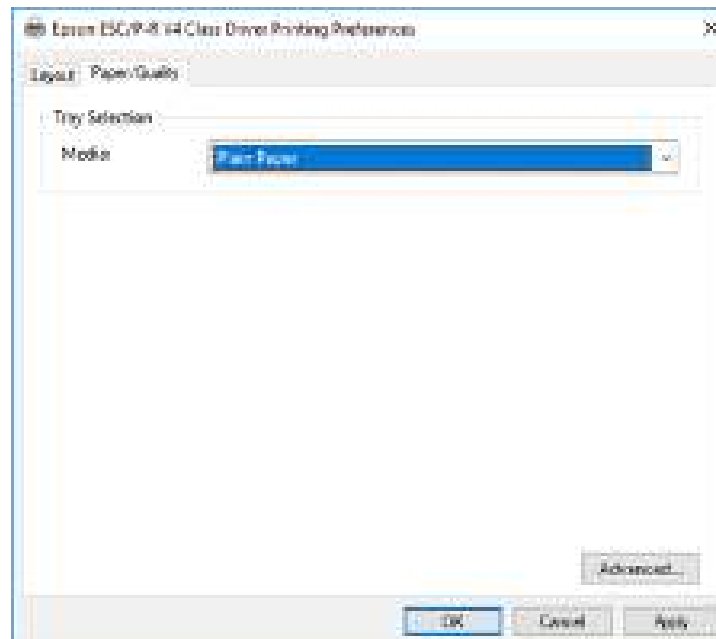 Epson ESC/P-R V4 Class Driver Printing Preferences
Layout Paper/Quality
Tray Selection
Media Plain Paper
Advanced...
OK Cancel Apply